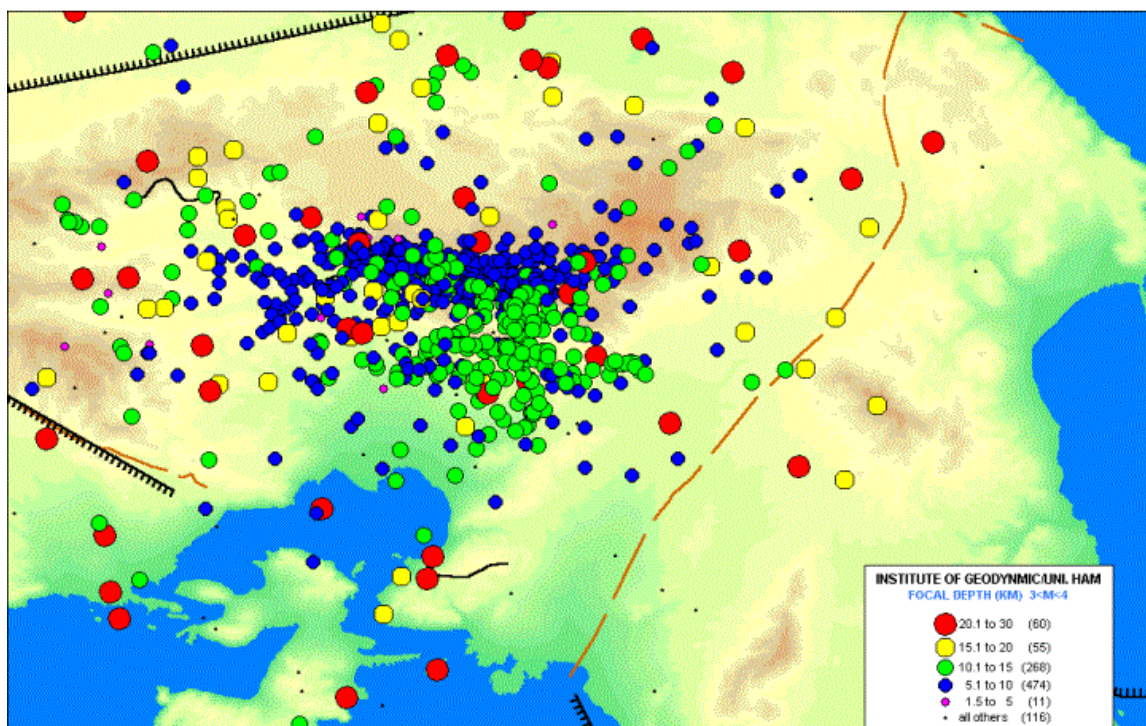 INSTITUTE OF GEODYNMIC/UNI. HAM
FOCAL DEPTH (KM) 3<M<4
20.1 to 30 (60)
15.1 to 20 (55)
10.1 to 15 (268)
5.1 to 10 (474)
1.5 to 5 (11)
all others (116)